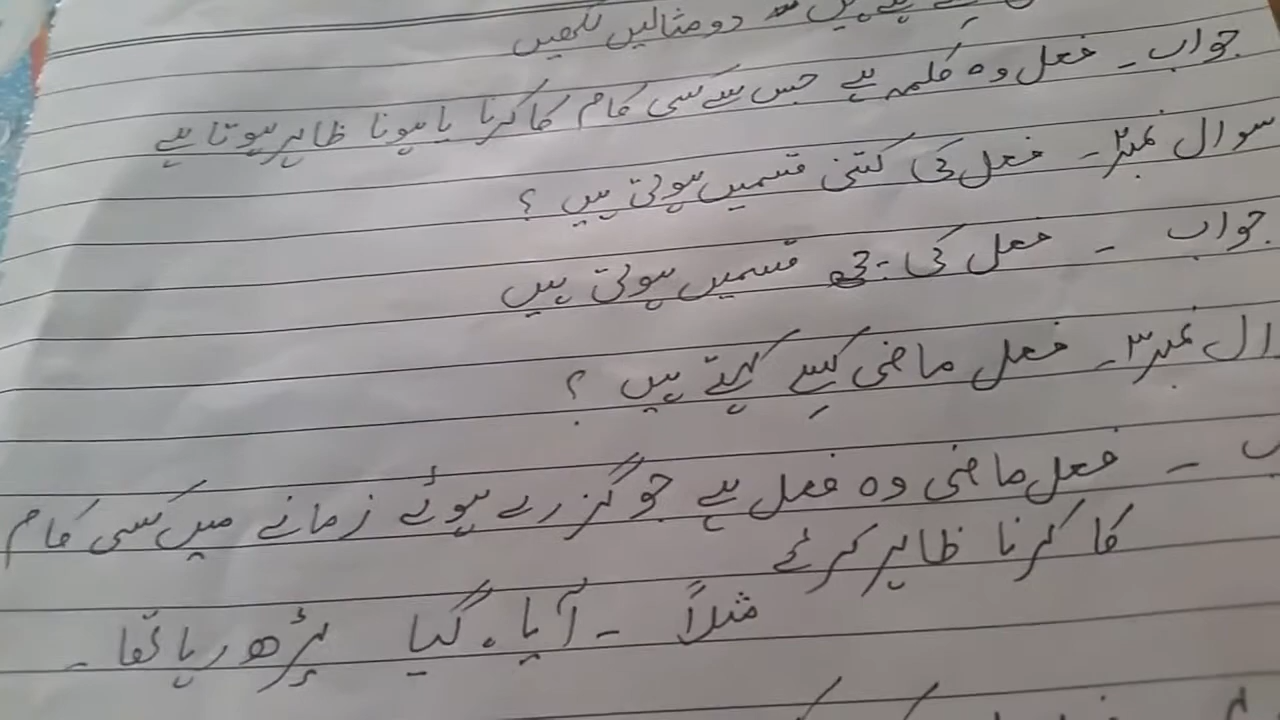 دو مثالیں لکھیں
جواب ۔ فعل وہ کلمہ ہے جس سے کسی کام کا کرنا یا ہونا ظاہر ہوتا ہے
سوال نمبر۲ ۔ فعل کی کتنی قسمیں ہوتی ہیں ؟
جواب ۔ فعل کی چھ قسمیں ہوتی ہیں
ال نمبر۳ ۔ فعل ماضی کسِے کہتے ہیں ؟
ب ۔ فعل ماضی وہ فعل ہے جو گزرے ہوئے زمانے میں کسی کام
کا کرنا ظاہر کرئے
مثلاً ۔ آیا . گیا پڑھ رہا تھا ۔